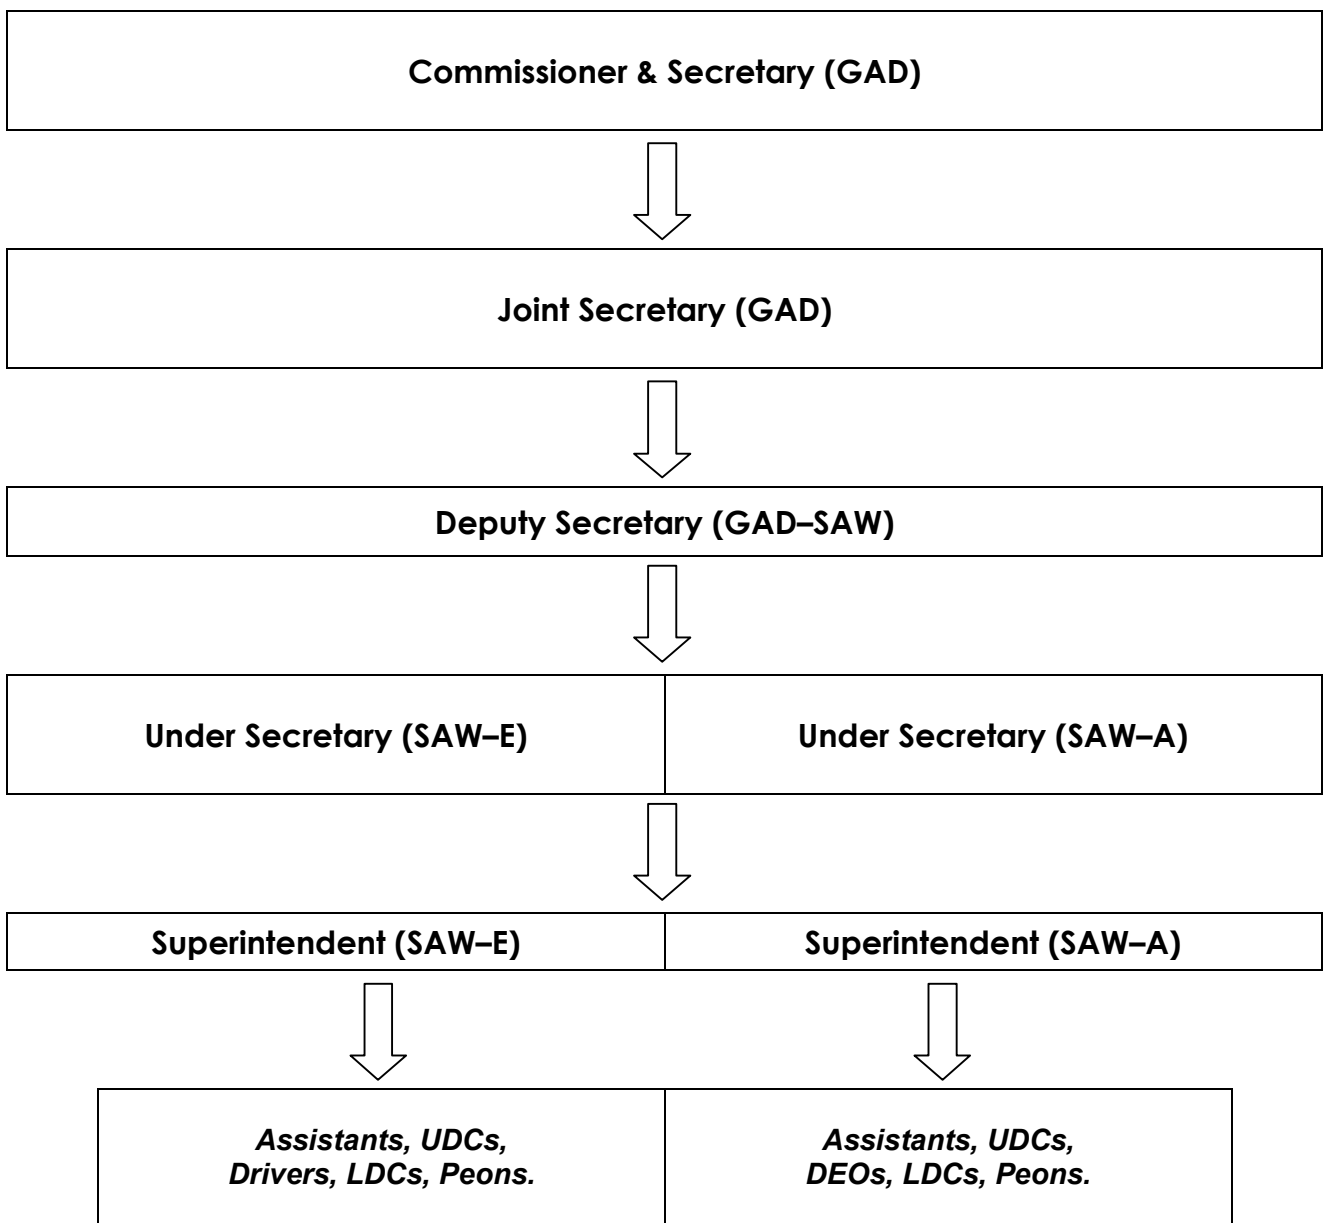 Commissioner & Secretary (GAD)
Joint Secretary (GAD)
Deputy Secretary (GAD–SAW)
Under Secretary (SAW–E)
Under Secretary (SAW–A)
Superintendent (SAW–E)
Superintendent (SAW–A)
Assistants, UDCs,
Drivers, LDCs, Peons.
Assistants, UDCs,
DEOs, LDCs, Peons.